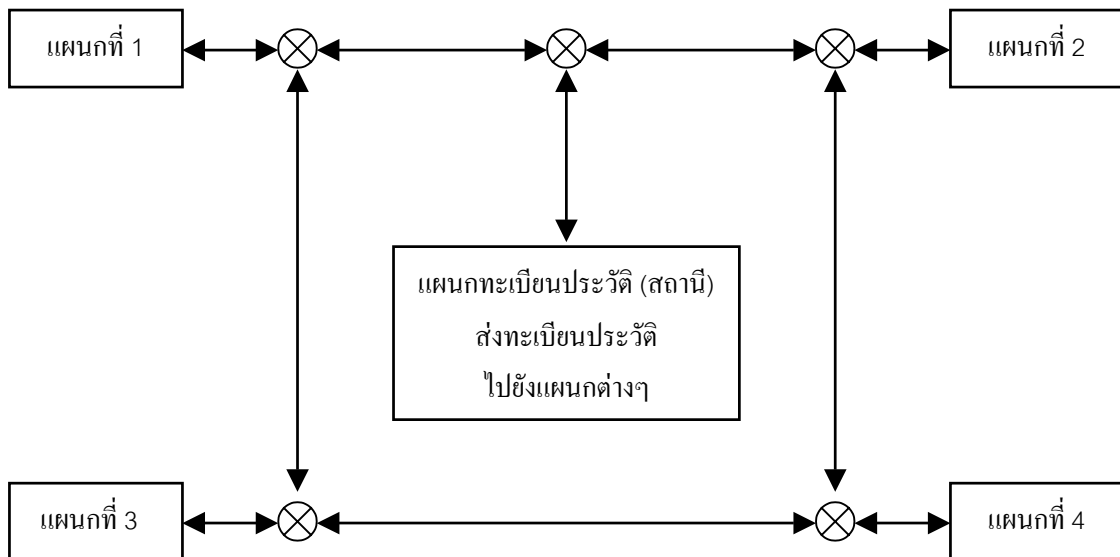 แผนกที่ 1
แผนกที่ 2
แผนกทะเบียนประวัติ (สถานี)
ส่งทะเบียนประวัติ
ไปยังแผนกต่างๆ
แผนกที่ 3
แผนกที่ 4